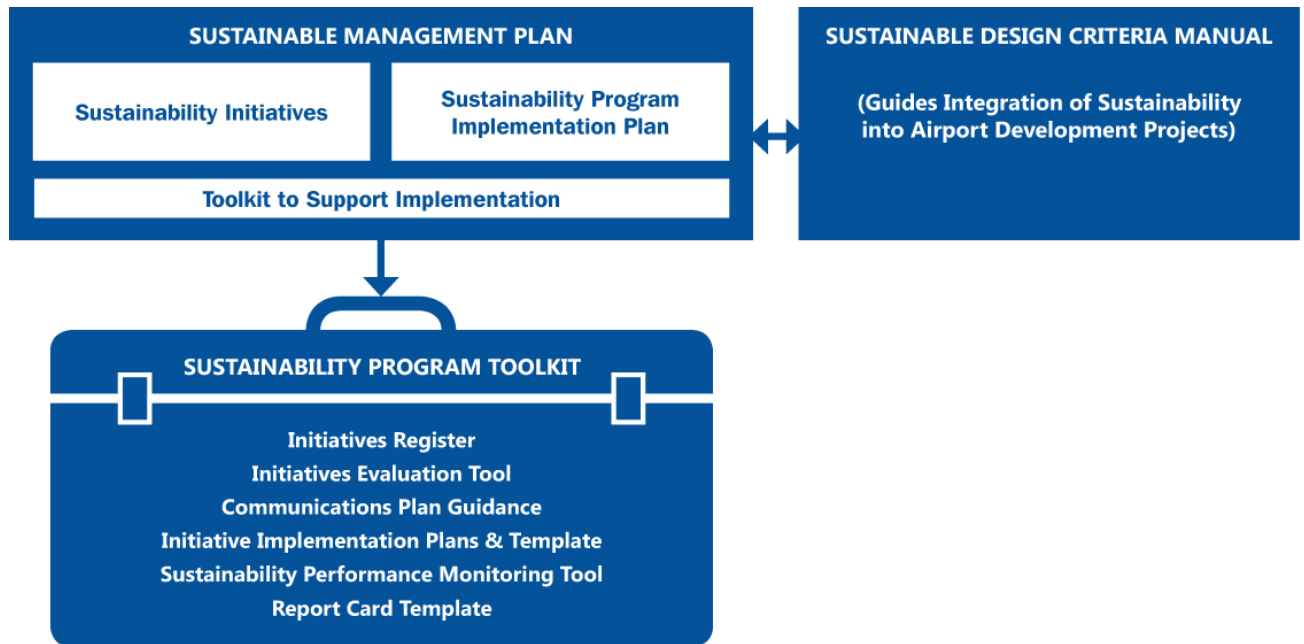 SUSTAINABLE MANAGEMENT PLAN
Sustainability Initiatives
Sustainability Program
Implementation Plan
Toolkit to Support Implementation
SUSTAINABLE DESIGN CRITERIA MANUAL
(Guides Integration of Sustainability
into Airport Development Projects)
SUSTAINABILITY PROGRAM TOOLKIT
Initiatives Register
Initiatives Evaluation Tool
Communications Plan Guidance
Initiative Implementation Plans & Template
Sustainability Performance Monitoring Tool
Report Card Template